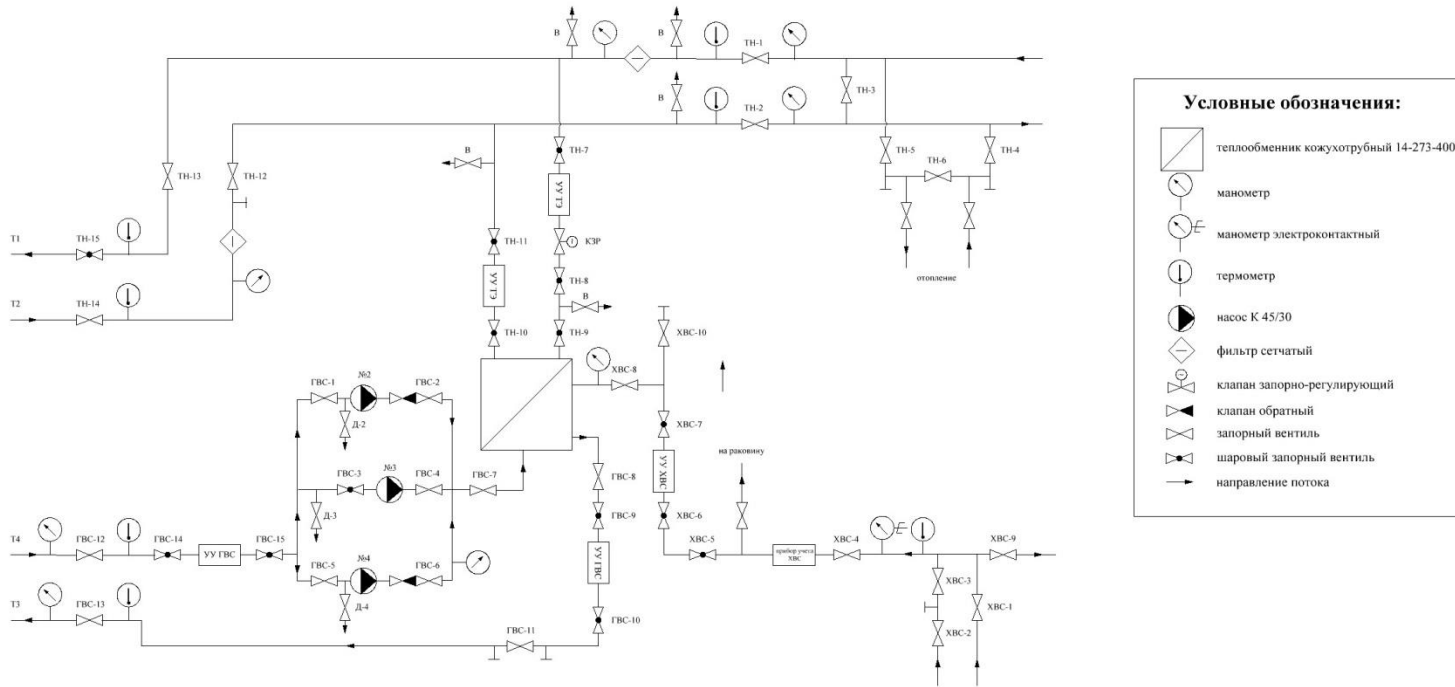 В
В
ТН-1
В
ТН-2
ТН-3
В
ТН-7
ТН-5
ТН-6
ТН-4
ТН-13
ТН-12
УУ ТЭ
Т1
ТН-15
ТН-11
КЗР
ТН-8
отопление
УУ ТЭ
Т2
ТН-14
В
ТН-10
ТН-9
ХВС-10
ХВС-8
№2
ГВС-1
ГВС-2
Д-2
ХВС-7
на раковину
№3
ГВС-3
ГВС-4
ГВС-7
ГВС-8
УУ ХВС
Д-3
ГВС-9
ХВС-6
Т4
ГВС-12
ГВС-14
ГВС-15
№4
УУ ГВС
ХВС-5
прибор учета
ХВС
ХВС-4
ХВС-9
ГВС-5
ГВС-6
УУ ГВС
ХВС-3
Т3
ГВС-13
Д-4
ХВС-1
ГВС-10
ГВС-11
ХВС-2
Условные обозначения:
теплообменник кожухотрубный 14-273-400
манометр
манометр электроконтактный
термометр
насос К 45/30
фильтр сетчатый
клапан запорно-регулирующий
клапан обратный
запорный вентиль
шаровый запорный вентиль
направление потока